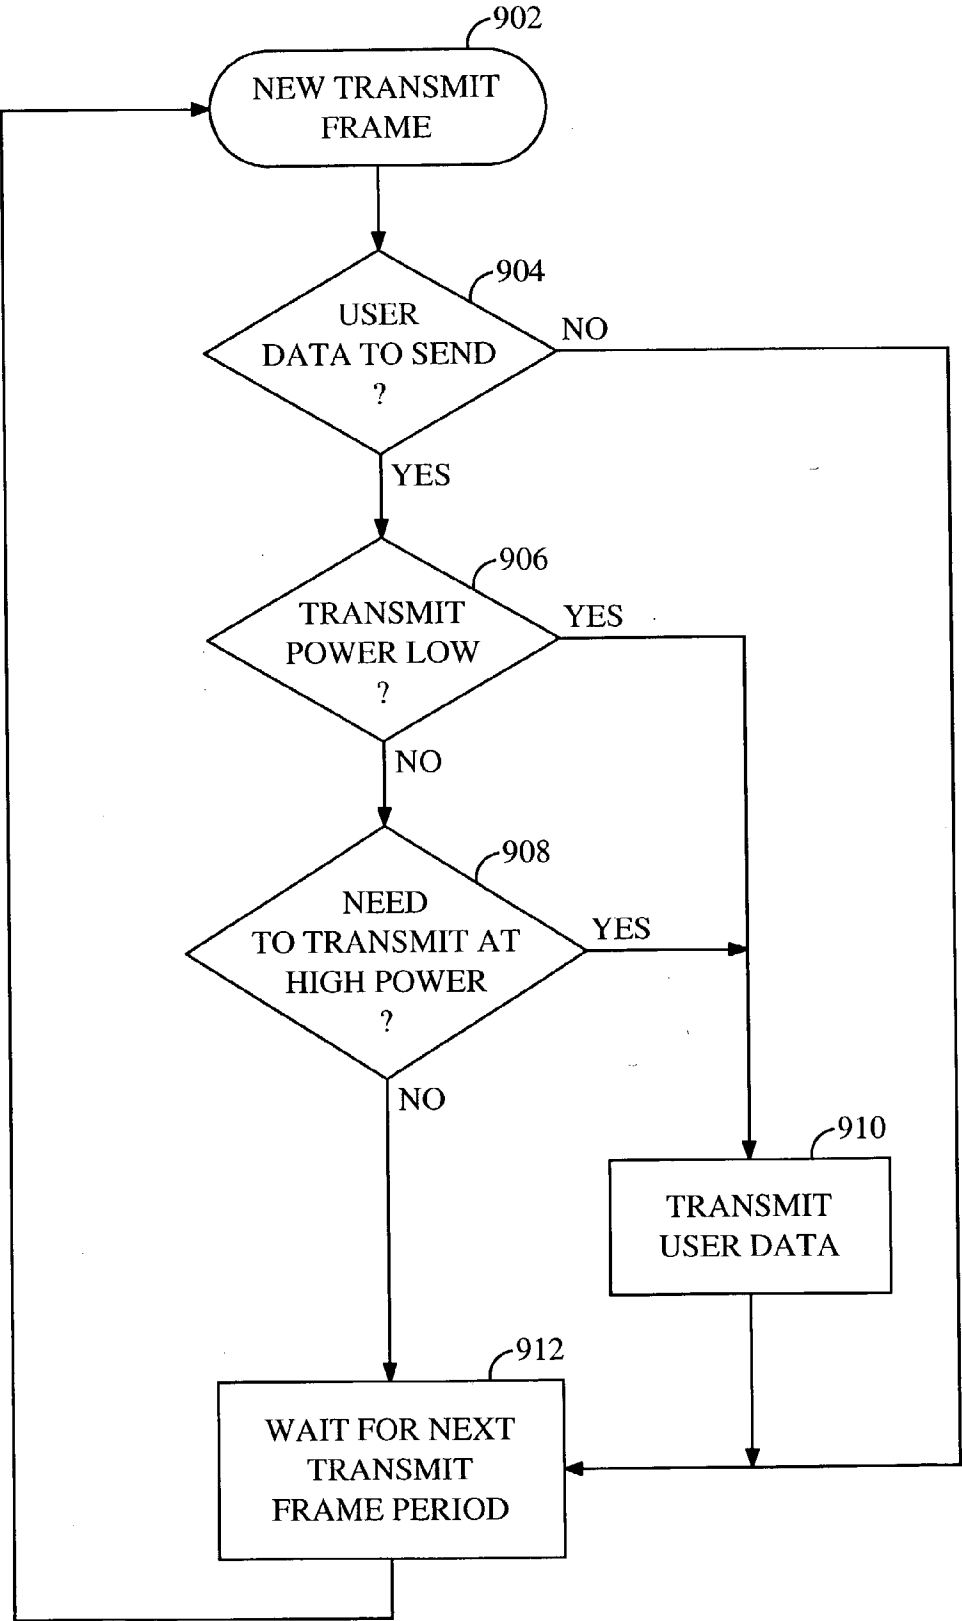 902
NEW TRANSMIT
FRAME
904
USER
DATA TO SEND
?
NO
YES
906
TRANSMIT
POWER LOW
?
YES
NO
908
NEED
TO TRANSMIT AT
HIGH POWER
?
YES
NO
910
TRANSMIT
USER DATA
912
WAIT FOR NEXT
TRANSMIT
FRAME PERIOD